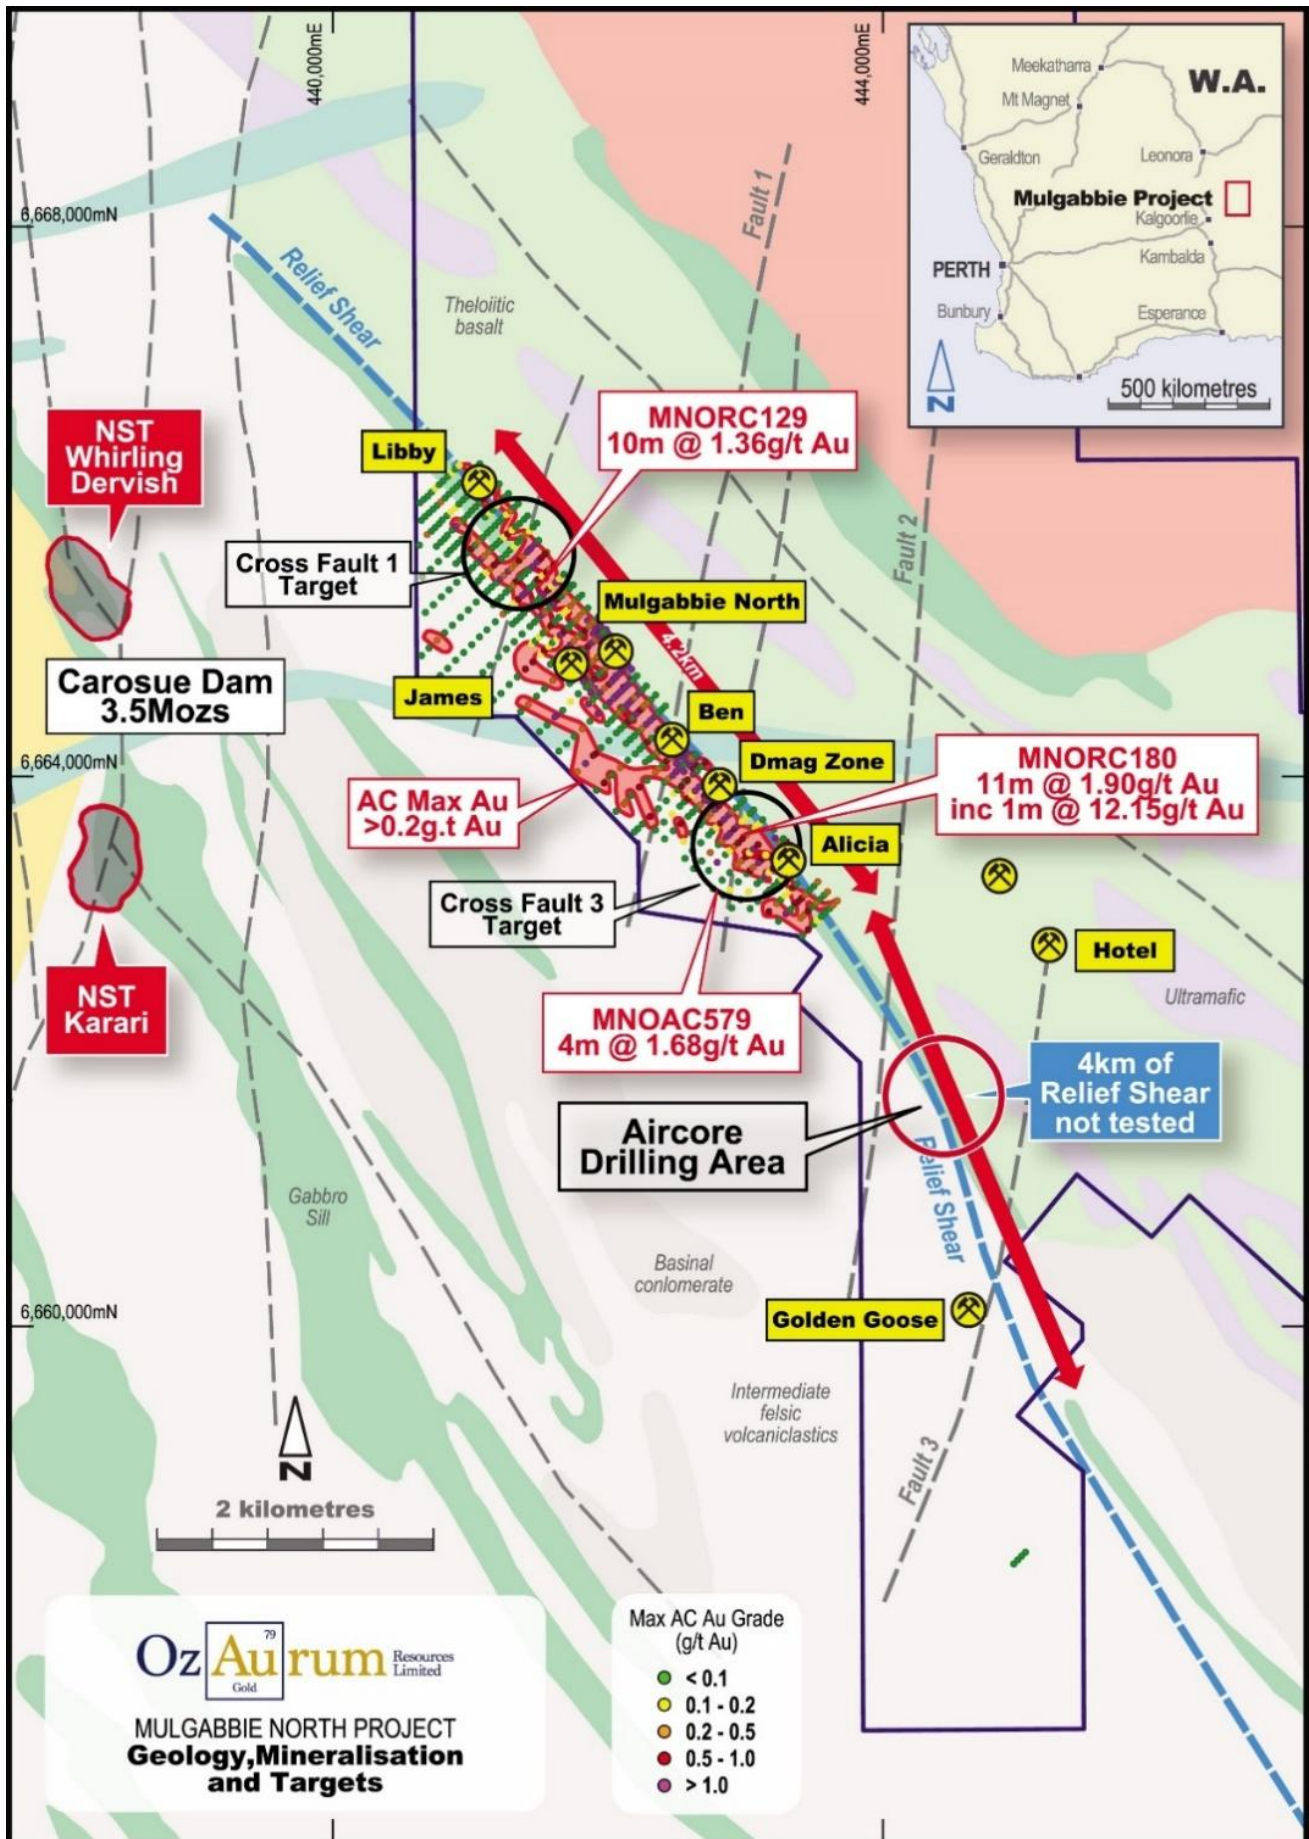 440,000mE
444,000mE
Meekatharra
W.A.
Mt Magnet
Geraldton
Leonora
Mulgabbie Project
Kalgoorlie
PERTH
Kambalda
Bunbury
Esperance
N
500 kilometres
6,668,000mN
Fault 1
Relief Shear
Theloiitic
basalt
NST
Whirling
Dervish
Libby
MNORC129
10m @ 1.36g/t Au
Fault 2
Cross Fault 1
Target
Mulgabbie North
4.2km
Carosue Dam
3.5Mozs
James
Ben
6,664,000mN
Dmag Zone
MNORC180
11m @ 1.90g/t Au
inc 1m @ 12.15g/t Au
AC Max Au
>0.2g.t Au
Alicia
Cross Fault 3
Target
Hotel
NST
Karari
Ultramafic
MNOAC579
4m @ 1.68g/t Au
4km of
Relief Shear
not tested
Aircore
Drilling Area
Relief Shear
Gabbro
Sill
Basinal
conlomerate
6,660,000mN
Golden Goose
Intermediate
felsic
volcaniclastics
Fault 3
N
2 kilometres
OzAurum
79
Gold
Resources
Limited
MULGABBIE NORTH PROJECT
Geology,Mineralisation
and Targets
Max AC Au Grade
(g/t Au)
< 0.1
0.1 - 0.2
0.2 - 0.5
0.5 - 1.0
> 1.0